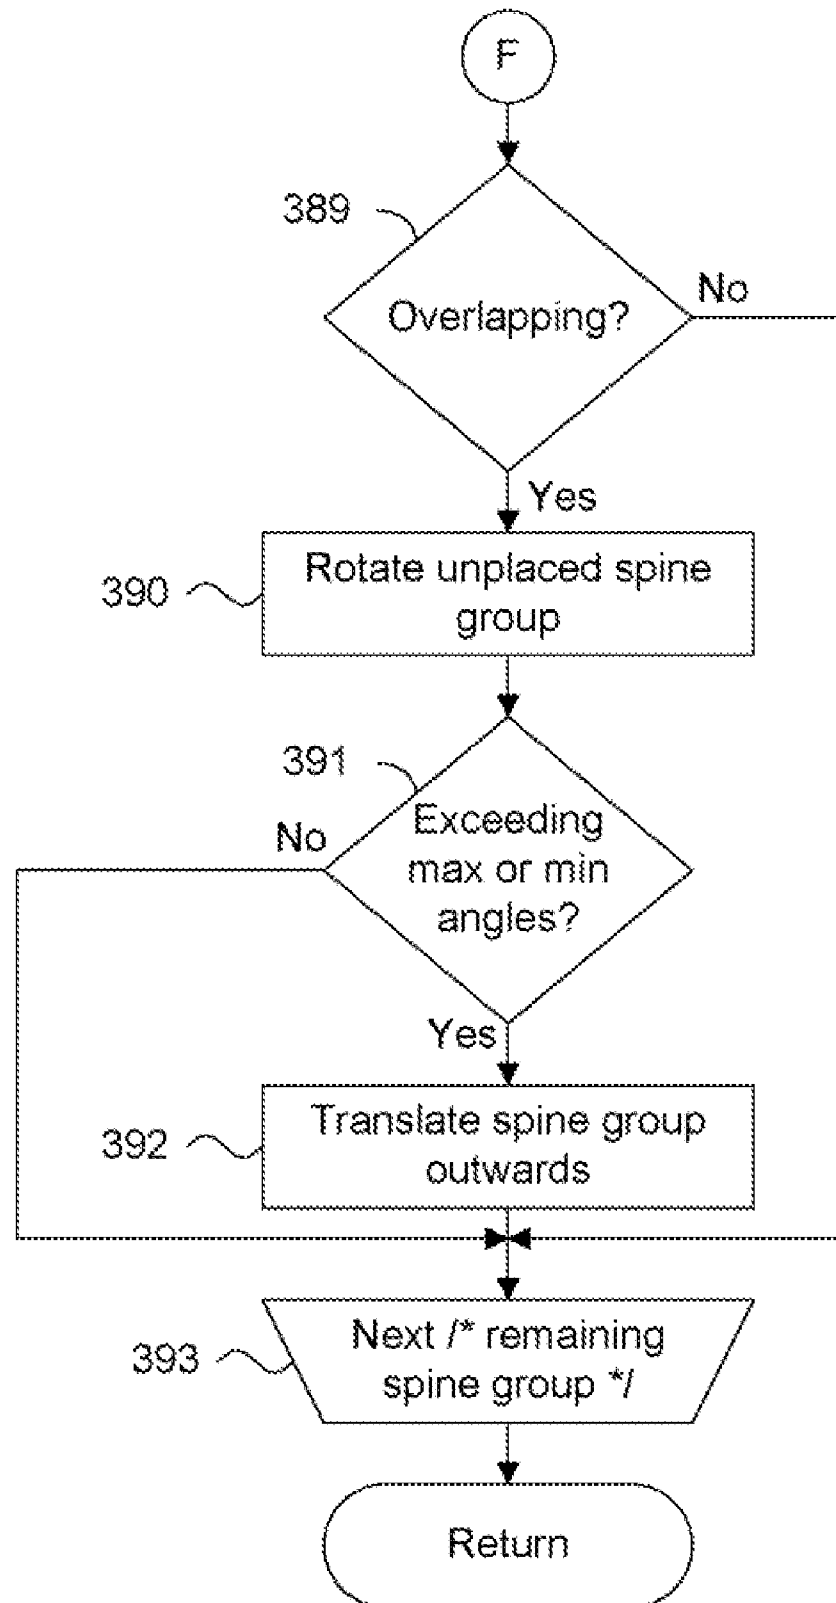 F
389
Overlapping?
No
Yes
390
Rotate unplaced spine
group
391
No
Exceeding
max or min
angles?
Yes
392
Translate spine group
outwards
393
Next /* remaining
spine group */
Return